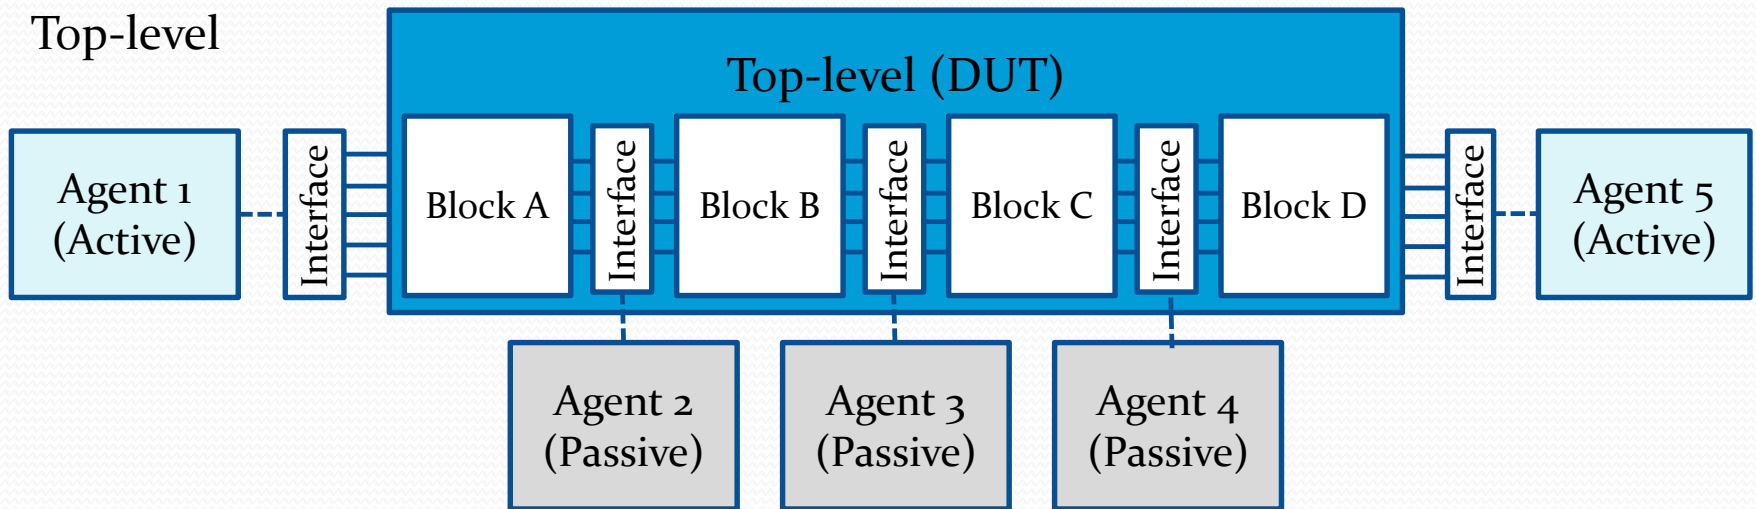 Top-level
Top-level (DUT)
Agent 1
(Active)
Interface
Block A
Interface
Block B
Interface
Block C
Interface
Block D
Interface
Agent 5
(Active)
Agent 2
(Passive)
Agent 3
(Passive)
Agent 4
(Passive)